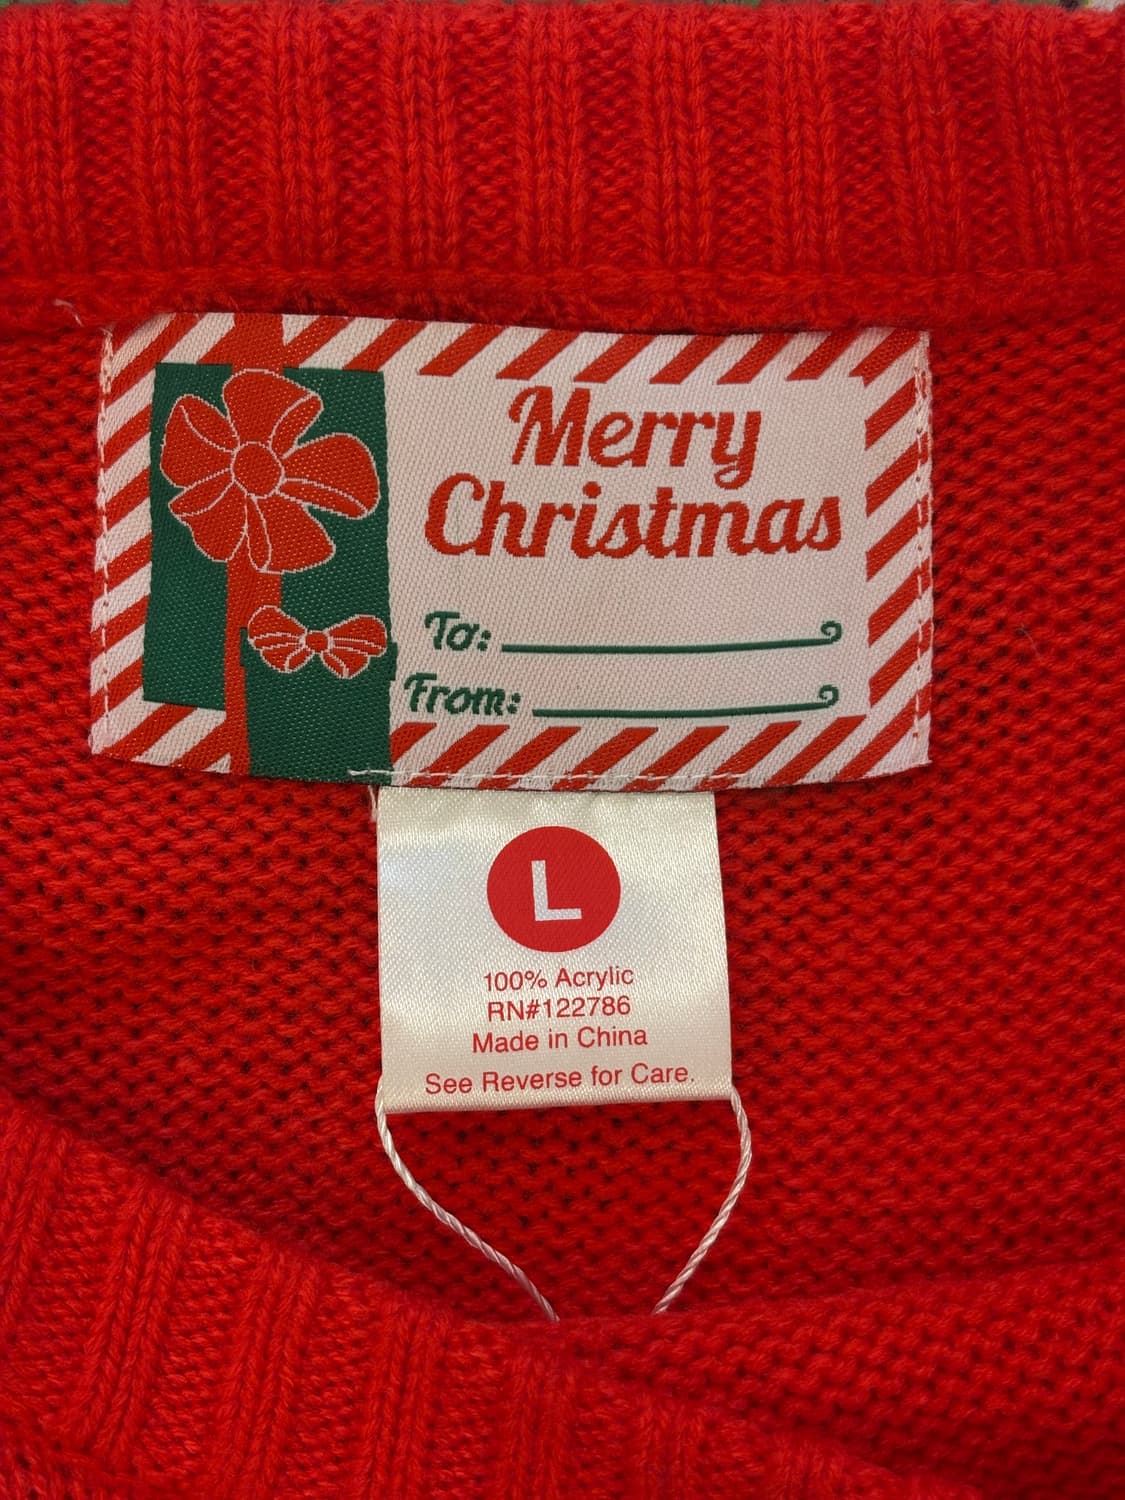 Merry
Christmas
To:
From:
L
100% Acrylic
RN#122786
Made in China
See Reverse for Care.